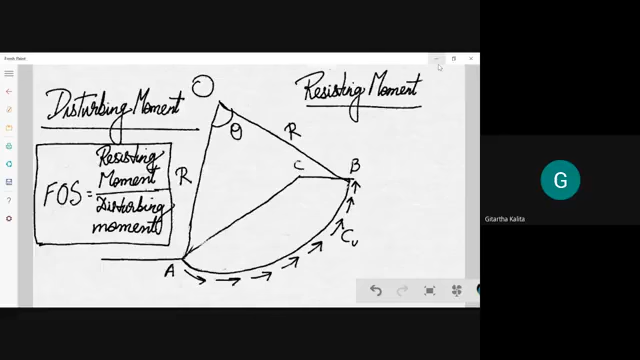 Fresh Paint
Resisting Moment
Disturbing Moment
O
θ
R
R
C
B
FOS = Resisting Moment
Disturbing moment
Cu
A
G
Gitartha Kalita